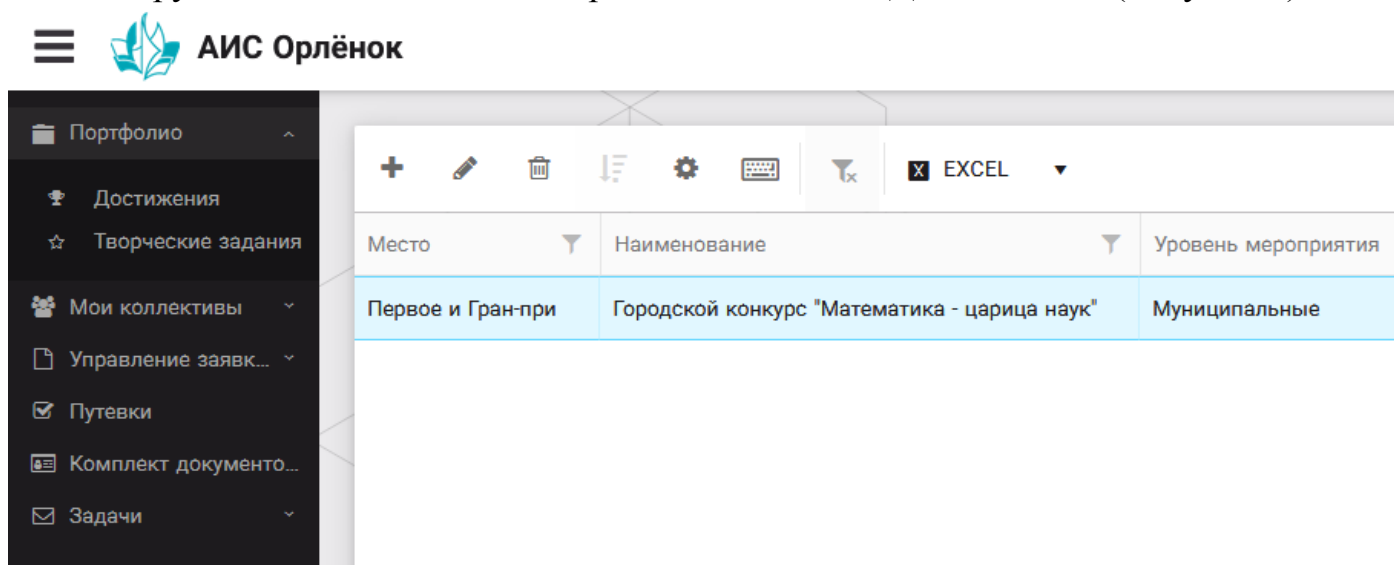 АИС Орлёнок
Портфолио
Достижения
Творческие задания
Мои коллективы
Управление заявк...
Путевки
Комплект документо...
Задачи
EXCEL
Место Наименование Уровень мероприятия
Первое и Гран-при Городской конкурс "Математика - царица наук" Муниципальные